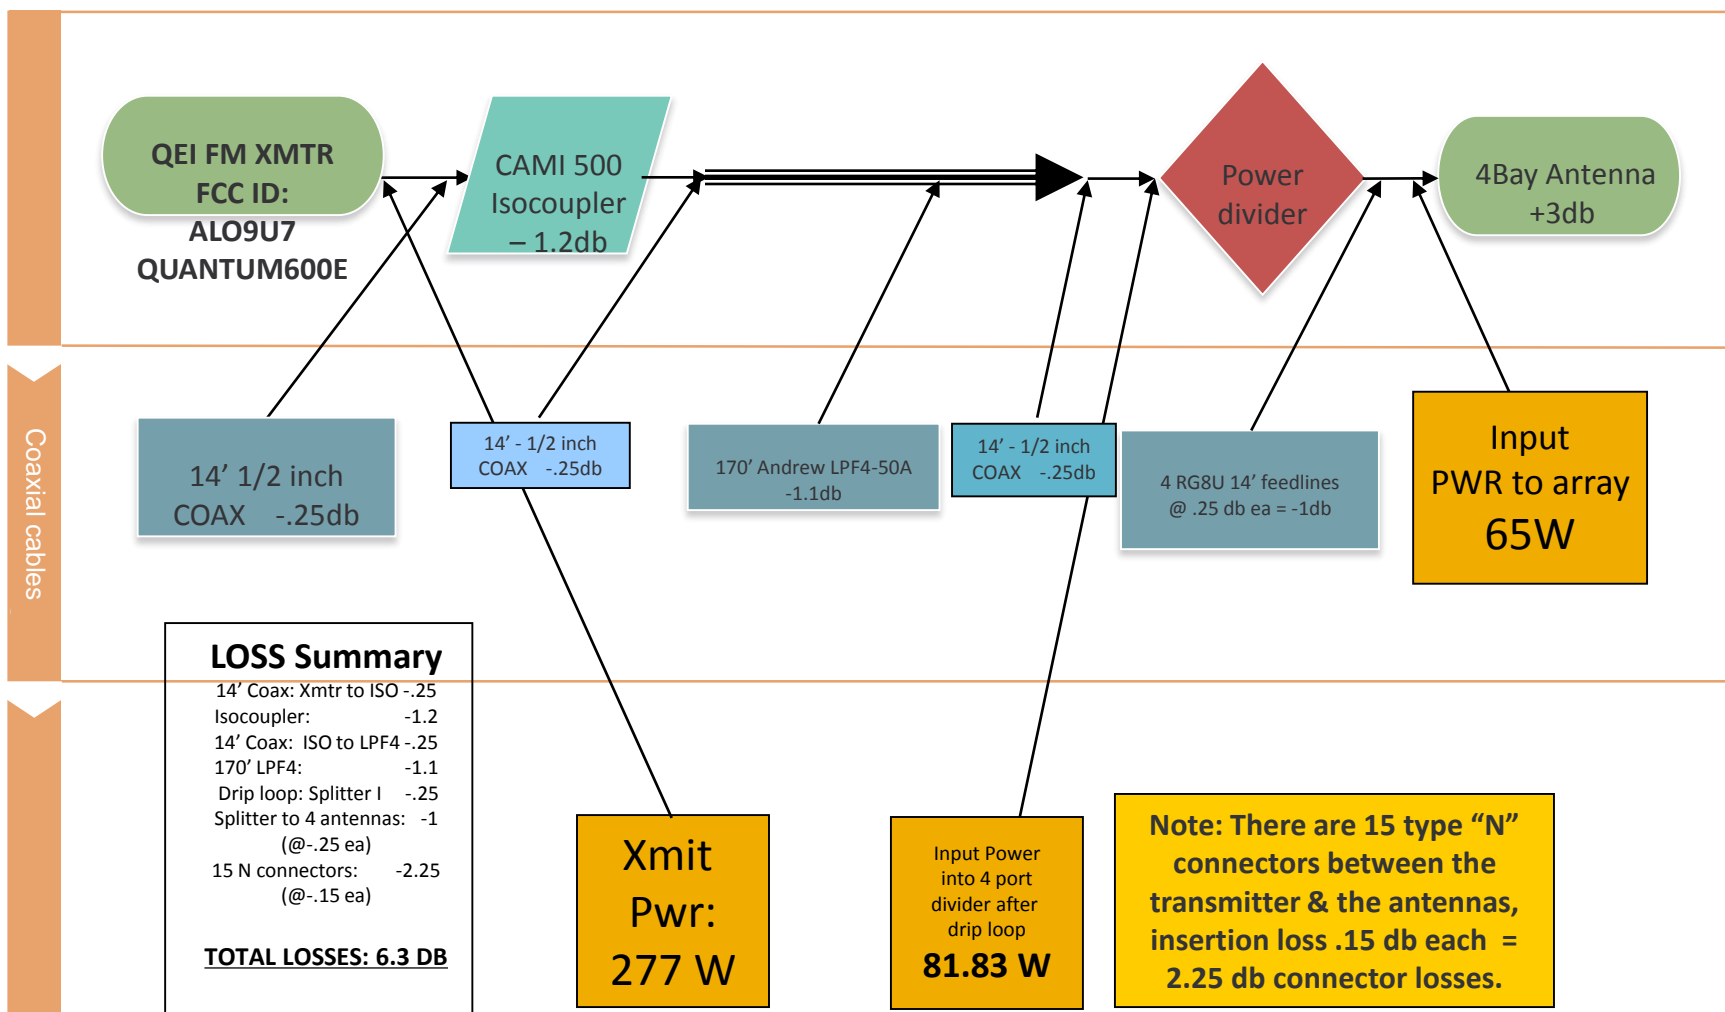 QEI FM XMTR
FCC ID:
ALO9U7
QUANTUM600E
CAMI 500
Isocoupler
– 1.2db
Power
divider
4Bay Antenna
+3db
Coaxial cables
14’ 1/2 inch
COAX -.25db
14’ - 1/2 inch
COAX -.25db
170’ Andrew LPF4-50A
-1.1db
14’ - 1/2 inch
COAX -.25db
4 RG8U 14’ feedlines
@ .25 db ea = -1db
Input
PWR to array
65W
LOSS Summary
14’ Coax: Xmtr to ISO -.25
Isocoupler: -1.2
14’ Coax: ISO to LPF4 -.25
170’ LPF4: -1.1
Drip loop: Splitter I -.25
Splitter to 4 antennas: -1
(@-.25 ea)
15 N connectors: -2.25
(@-.15 ea)
TOTAL LOSSES: 6.3 DB
Xmit
Pwr:
277 W
Input Power
into 4 port
divider after
drip loop
81.83 W
Note: There are 15 type “N”
connectors between the
transmitter & the antennas,
insertion loss .15 db each =
2.25 db connector losses.